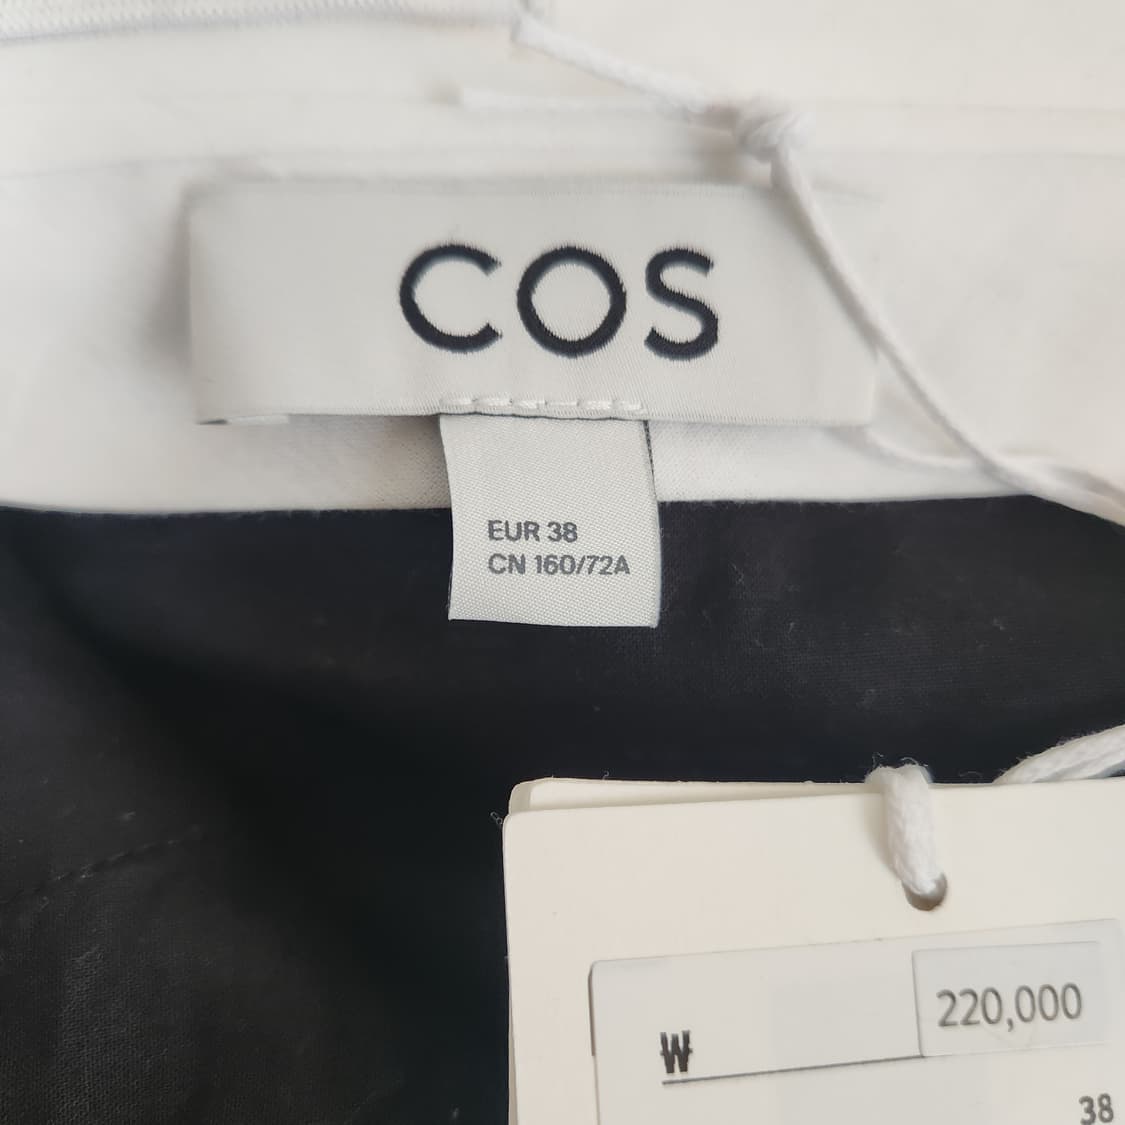 COS
EUR 38
CN 160/72A
₩ 220,000
38